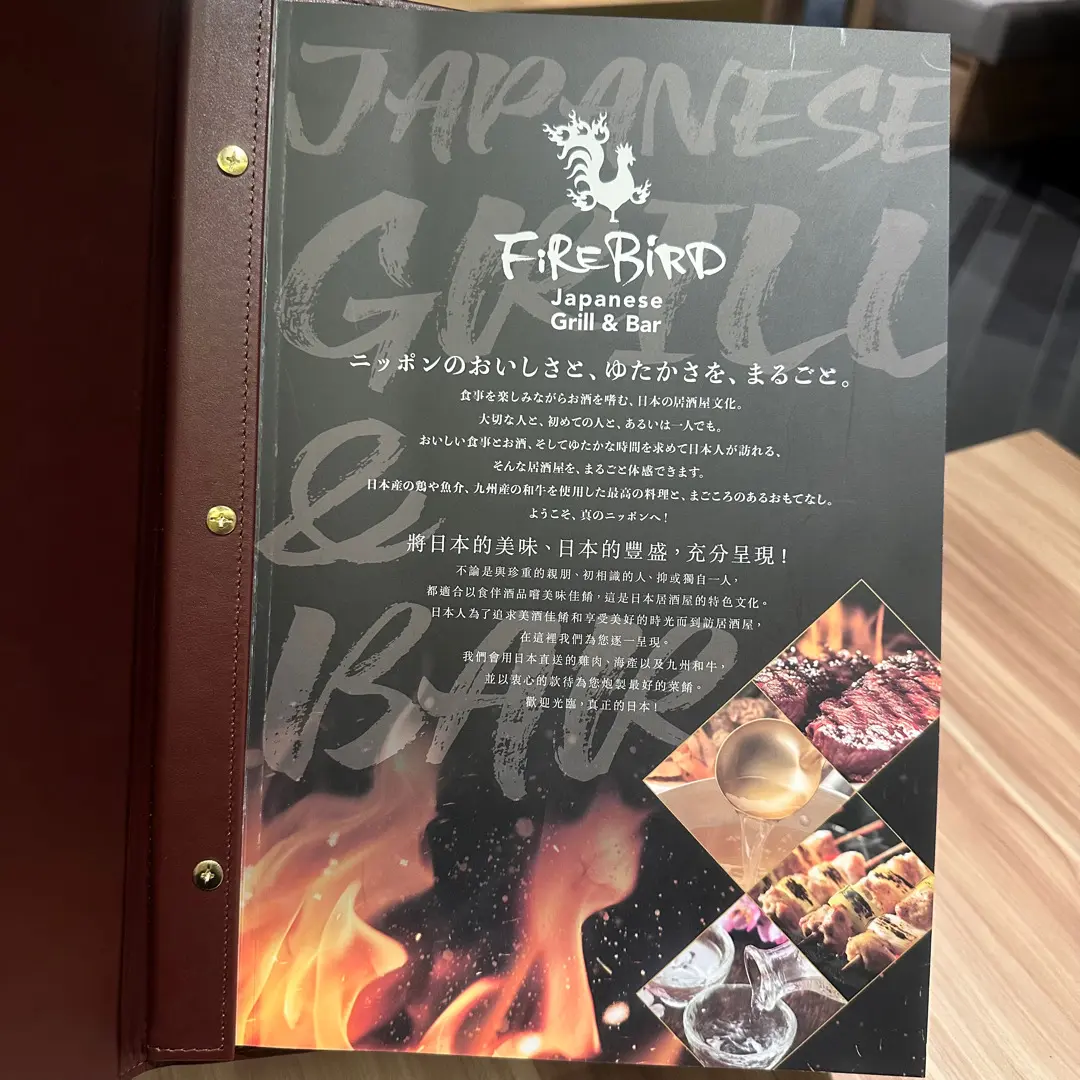 JAPANESE
GRILL
&
BAR
FiREBiRD
Japanese
Grill & Bar
ニッポンのおいしさと、ゆたかさを、まるごと。
食事を楽しみながらお酒を嗜む、日本の居酒屋文化。
大切な人と、初めての人と、あるいは一人でも。
おいしい食事とお酒、そしてゆたかな時間を求めて日本人が訪れる、
そんな居酒屋を、まるごと体感できます。
日本産の鶏や魚介、九州産の和牛を使用した最高の料理と、まごころのあるおもてなし。
ようこそ、真のニッポンへ！
將日本的美味、日本的豐盛，充分呈現！
不論是與珍重的親朋、初相識的人、抑或獨自一人，
都適合以食伴酒品嚐美味佳餚，這是日本居酒屋的特色文化。
日本人為了追求美酒佳餚和享受美好的時光而到訪居酒屋，
在這裡我們為您逐一呈現。
我們會用日本直送的雞肉、海產以及九州和牛，
並以衷心的款待為您炮製最好的菜餚。
歡迎光臨，真正的日本！